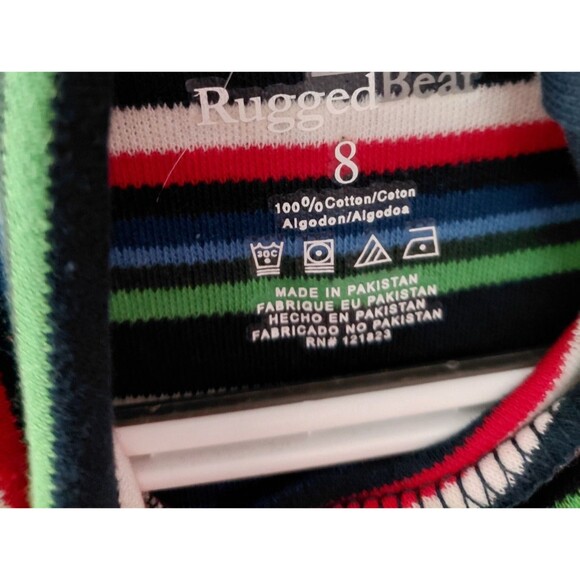 RuggedBear
8
100% Cotton/Coton
Algodon/Algodoa
30C
MADE IN PAKISTAN
FABRIQUE EU PAKISTAN
HECHO EN PAKISTAN
FABRICADO NO PAKISTAN
RN# 121823